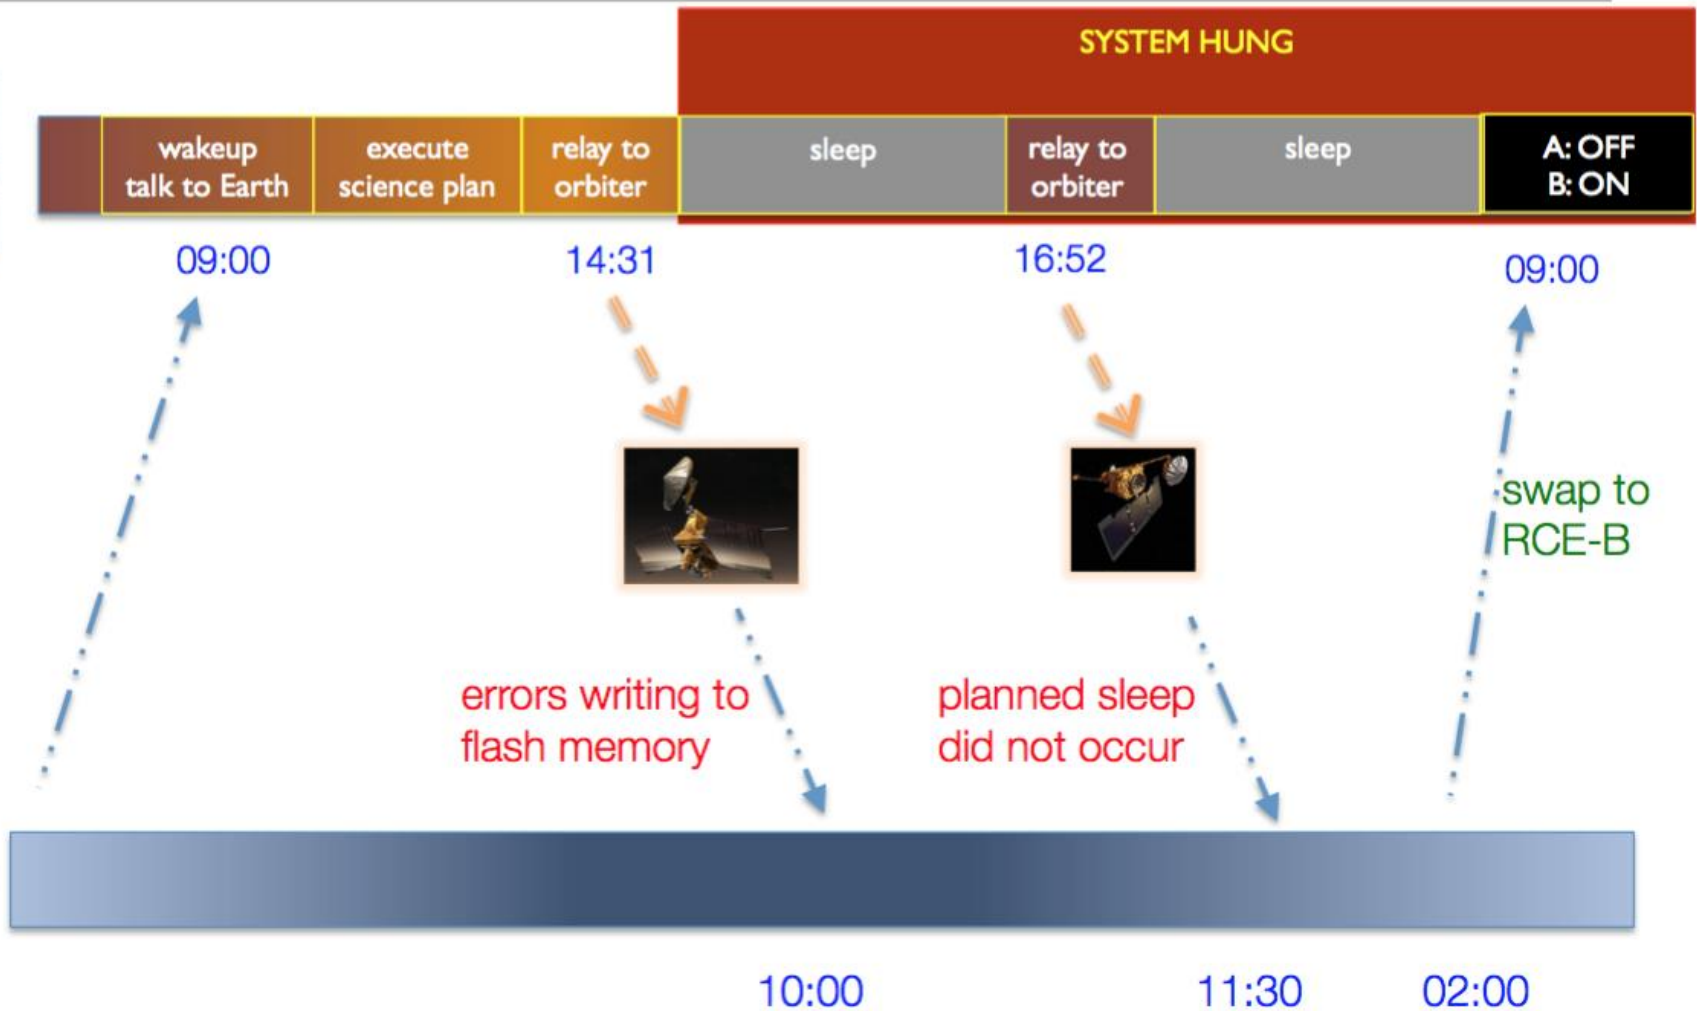 SYSTEM HUNG
wakeup
talk to Earth
execute
science plan
relay to
orbiter
sleep
relay to
orbiter
sleep
A: OFF
B: ON
09:00
14:31
16:52
09:00
swap to
RCE-B
errors writing to
flash memory
planned sleep
did not occur
10:00
11:30
02:00